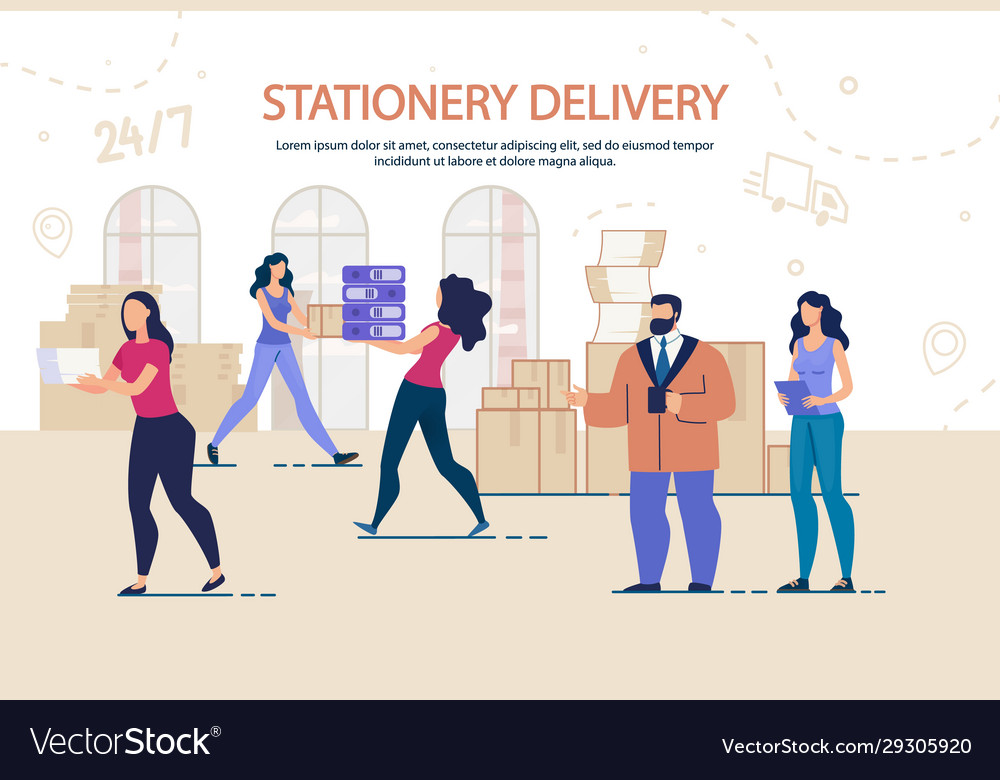 STATIONERY DELIVERY
Lorem ipsum dolor sit amet, consectetur adipiscing elit, sed do eiusmod tempor
incididunt ut labore et dolore magna aliqua.
24/7
VectorStock®
VectorStock.com/29305920